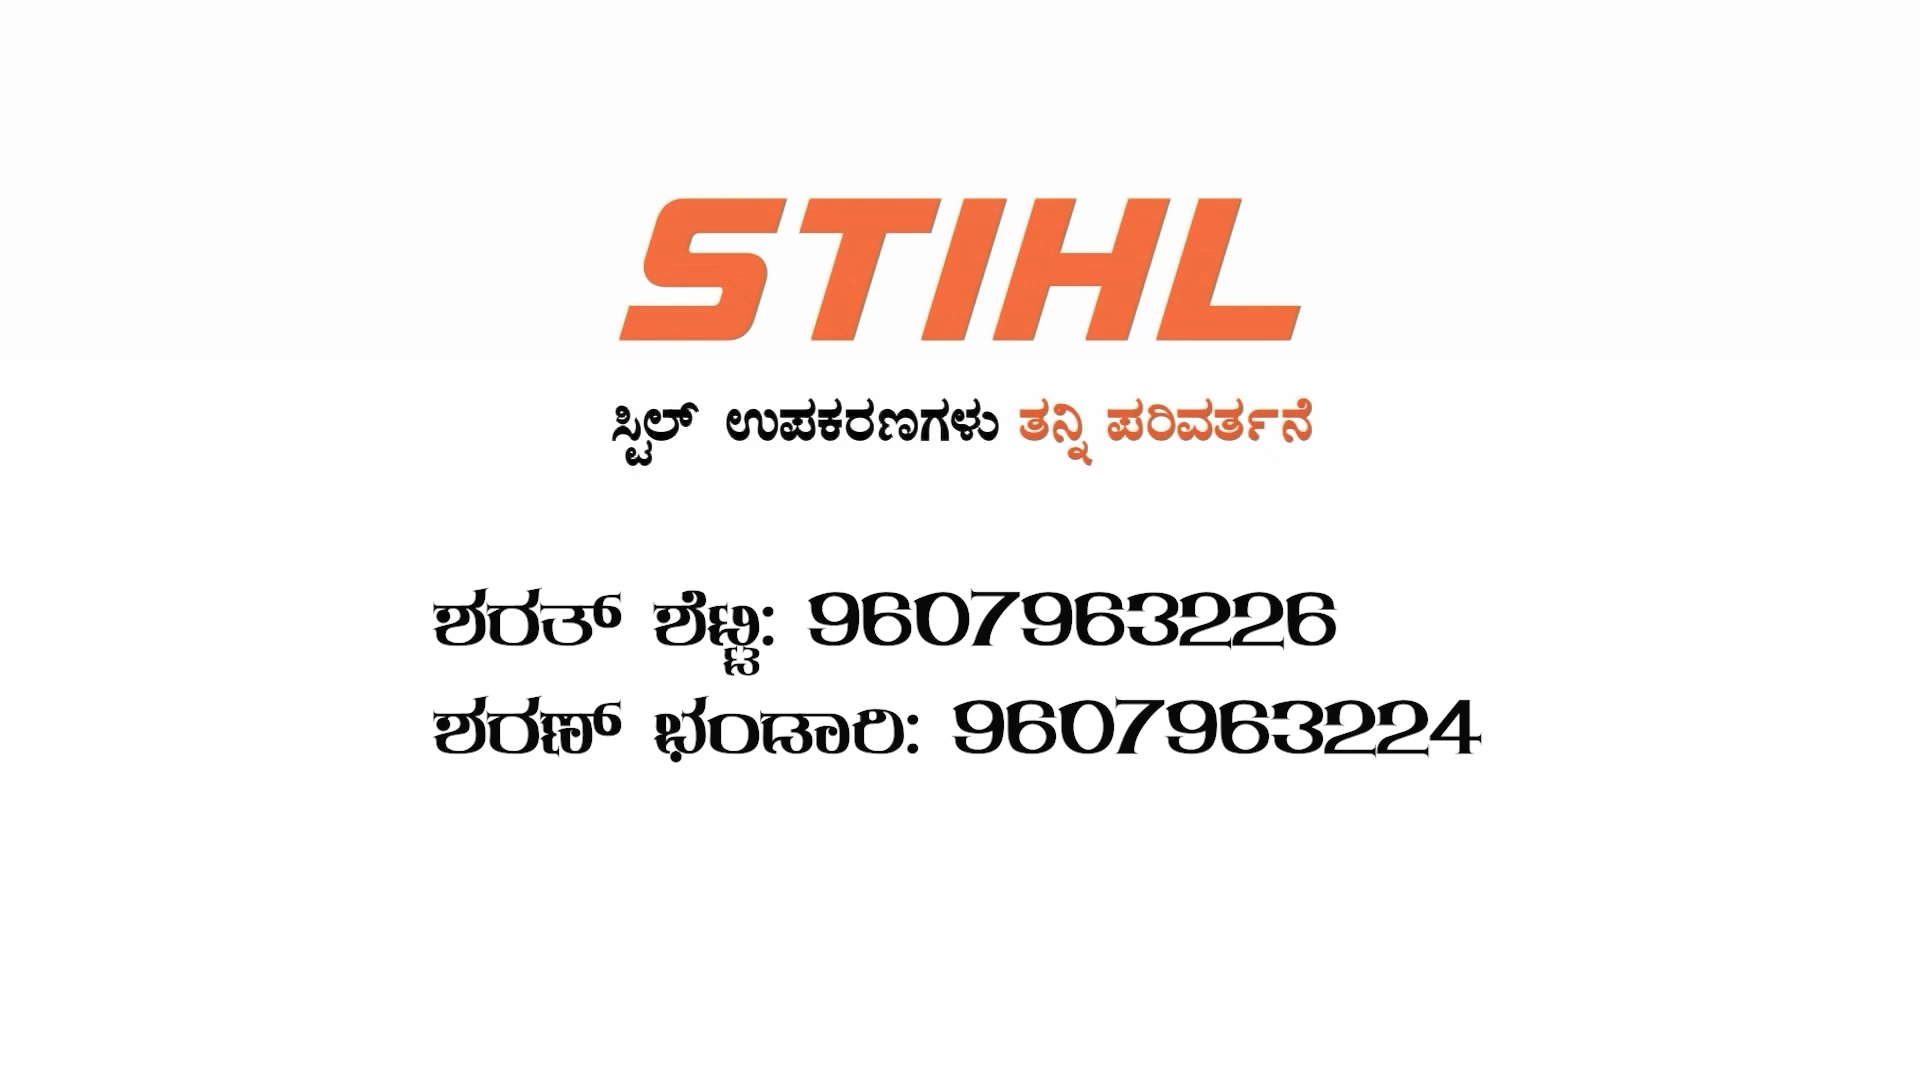 STIHL
ಸ್ಟಿಲ್ ಉಪಕರಣಗಳು ತನ್ನಿ ಪರಿವರ್ತನೆ
ಶರತ್ ಶೆಟ್ಟಿ: 9607963226
ಶರಣ್ ಭಂಡಾರಿ: 9607963224